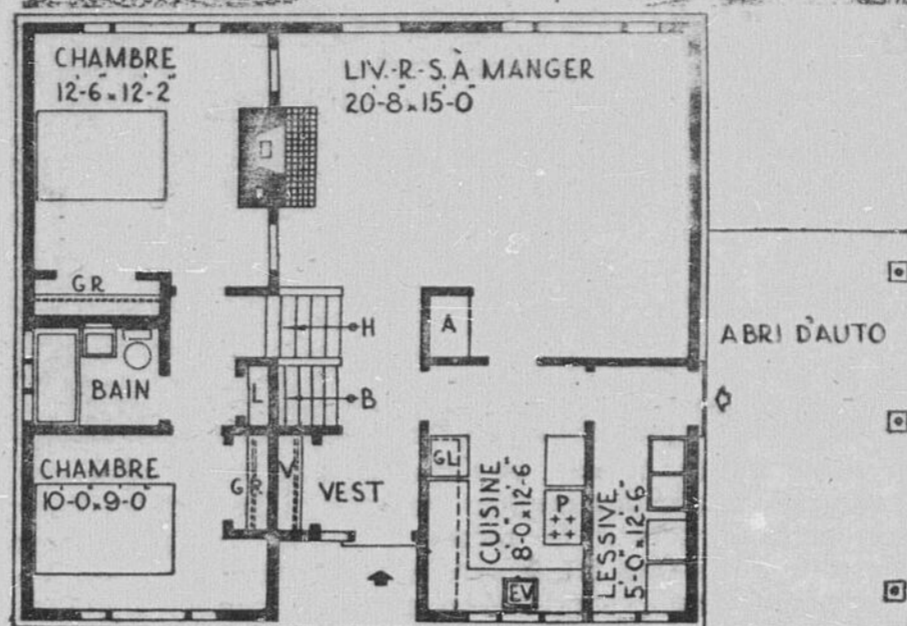 CHAMBRE
12'-6" x 12'-2"
LIV.-R.-S. À MANGER
20'-8" x 15'-0"
GR
H
A
ABRI D'AUTO
BAIN
L
B
CHAMBRE
10'-0" x 9'-0"
V
VEST
GL
CUISINE
8'-0" x 12'-6"
P
LESSIVE
5'-0" x 12'-6"
EV